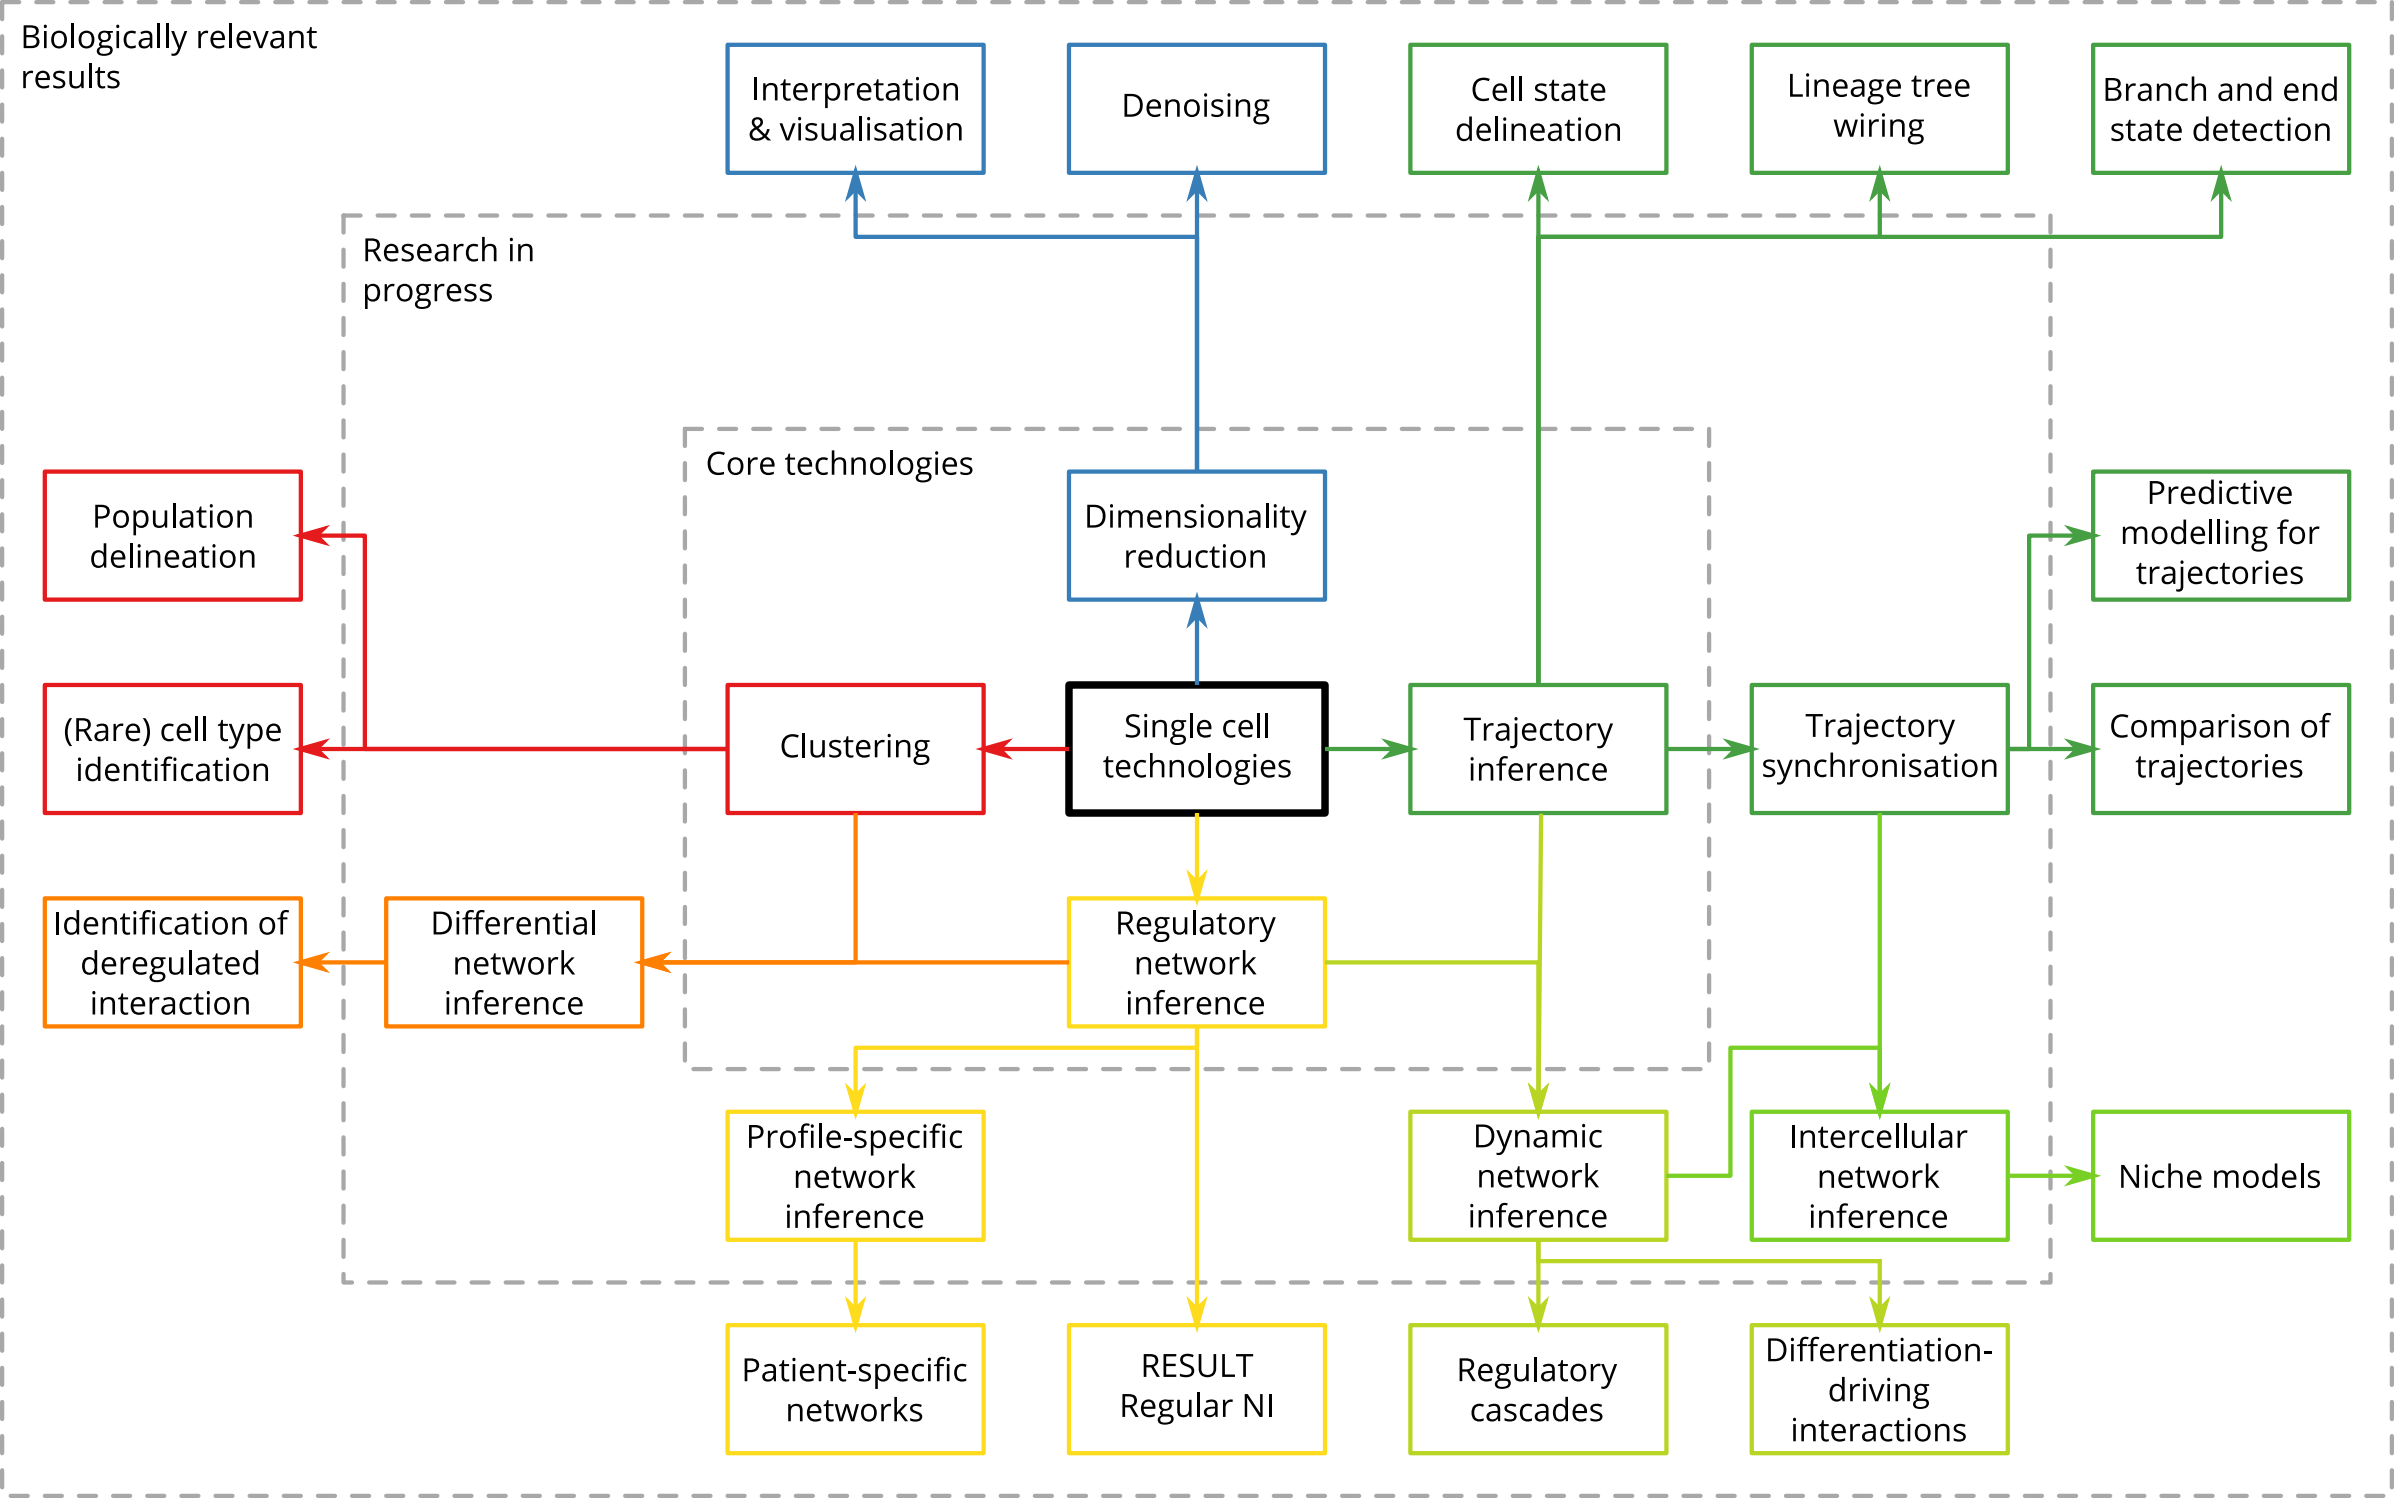 Biologically relevant
results
Interpretation
& visualisation
Denoising
Cell state
delineation
Lineage tree
wiring
Branch and end
state detection
Research in
progress
Core technologies
Population
delineation
Dimensionality
reduction
Predictive
modelling for
trajectories
(Rare) cell type
identification
Clustering
Single cell
technologies
Trajectory
inference
Trajectory
synchronisation
Comparison of
trajectories
Identification of
deregulated
interaction
Differential
network
inference
Regulatory
network
inference
Profile-specific
network
inference
Dynamic
network
inference
Intercellular
network
inference
Niche models
Patient-specific
networks
RESULT
Regular NI
Regulatory
cascades
Differentiation-
driving
interactions